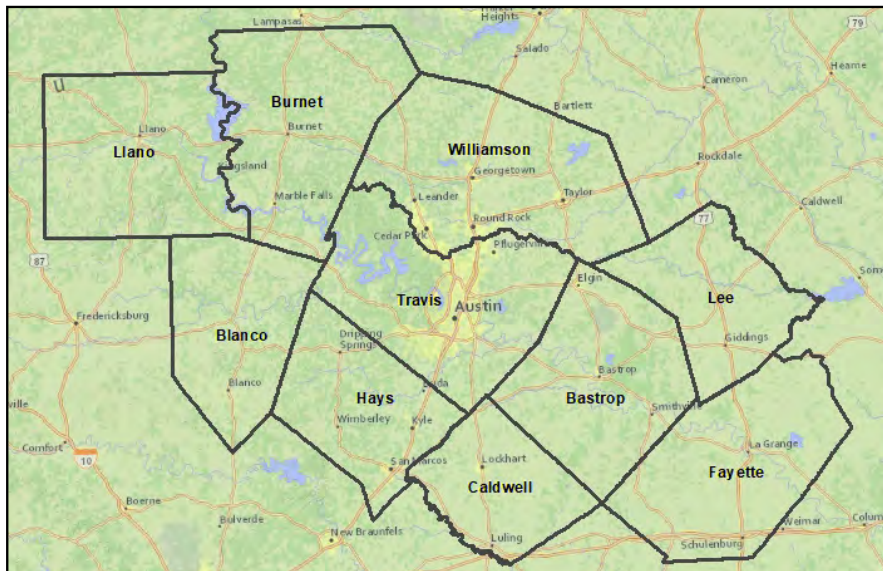 Lampasas
Heights
79
Salado
Hearne
Cameron
Burnet
Bartlett
Llano
Burnet
Williamson
Llano
Rockdale
Kingsland
Georgetown
Marble Falls
Leander
Taylor
Caldwell
Round Rock
77
Cedar Park
Pflugerville
87
Elgin
Travis
Lee
Austin
Fredericksburg
Blanco
Dripping
Springs
Giddings
Bastrop
Blanco
Hays
Buda
Bastrop
Smithville
Wimberley
Kyle
Comfort
La Grange
10
San Marcos
Lockhart
Fayette
Caldwell
Boerne
Bulverde
New Braunfels
Weimar
Luling
Schulenburg